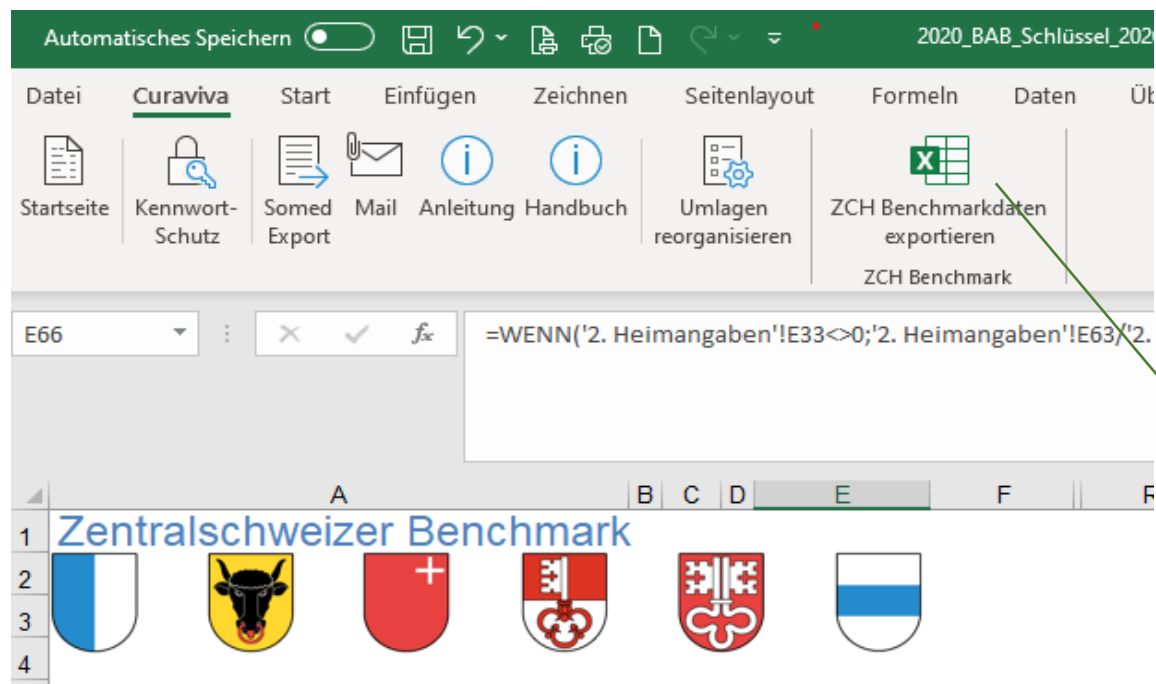 Automatisches Speichern 2020_BAB_Schlüssel_202
Datei Curaviva Start Einfügen Zeichnen Seitenlayout Formeln Daten Üb
Startseite Kennwort- Somed Mail Anleitung Handbuch Umlagen ZCH Benchmarkdaten
Schutz Export reorganisieren exportieren
ZCH Benchmark
E66 fx =WENN('2. Heimangaben'!E33<>0;'2. Heimangaben'!E63/'2.
A B C D E F
1 Zentralschweizer Benchmark
2
3
4